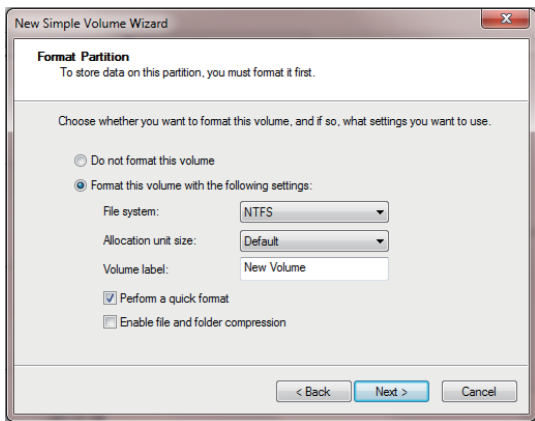 New Simple Volume Wizard
Format Partition
To store data on this partition, you must format it first.
Choose whether you want to format this volume, and if so, what settings you want to use.
Do not format this volume
Format this volume with the following settings:
File system: NTFS
Allocation unit size: Default
Volume label: New Volume
Perform a quick format
Enable file and folder compression
< Back Next > Cancel